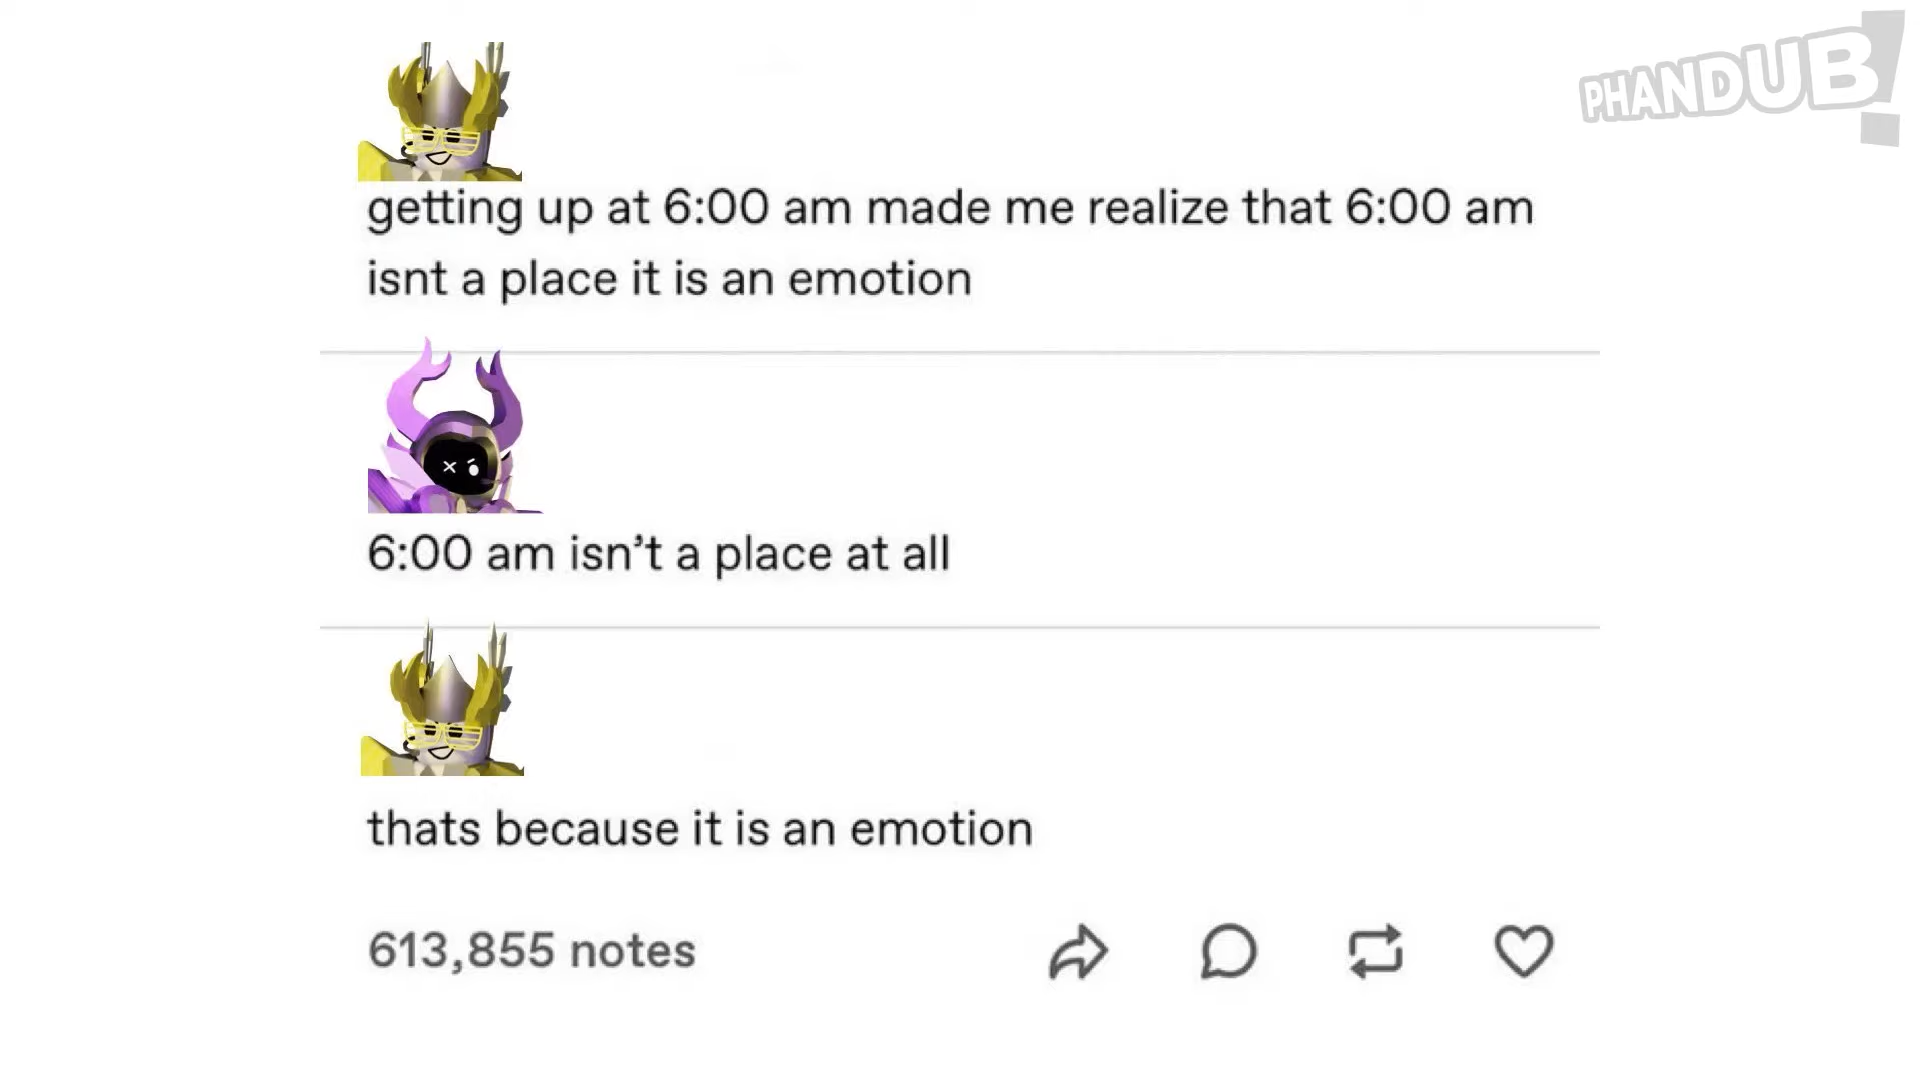 PHANDUB!
getting up at 6:00 am made me realize that 6:00 am
isnt a place it is an emotion
6:00 am isn’t a place at all
thats because it is an emotion
613,855 notes